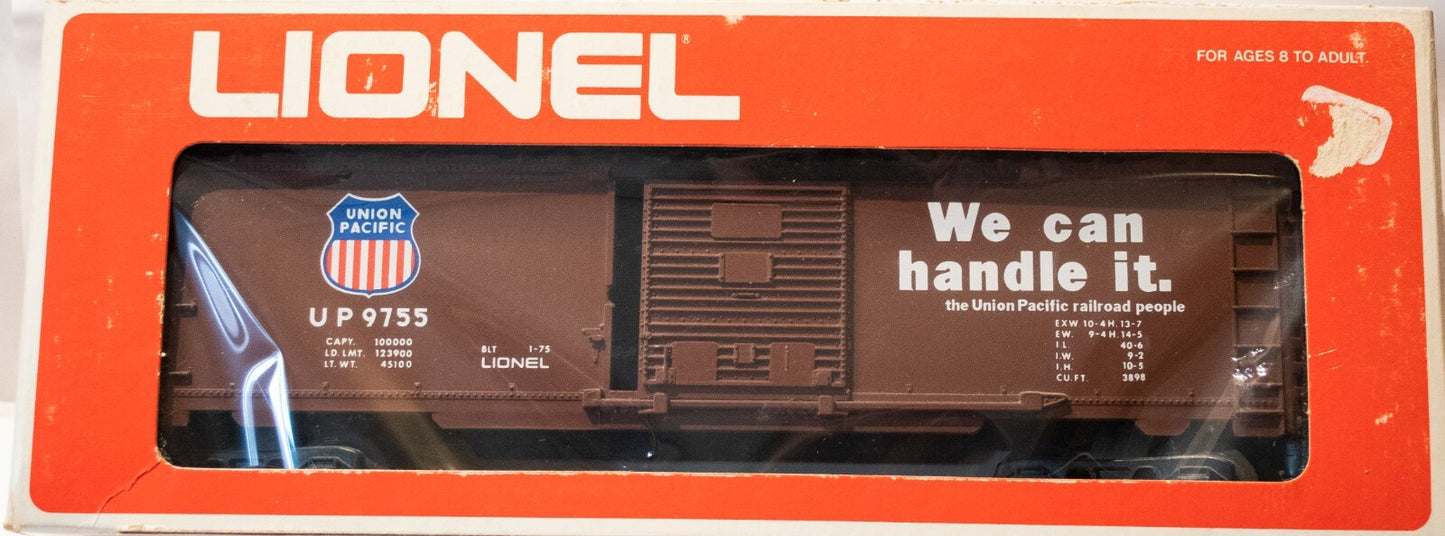 LIONEL®
FOR AGES 8 TO ADULT.
UNION
PACIFIC
UP 9755
CAPY. 100000
LD. LMT. 123900
LT. WT. 45100
BLT 1-75
LIONEL
We can
handle it.
the Union Pacific railroad people
EXW 10-4 H. 13-7
EW. 9-4 H. 14-5
I.L. 40-6
I.W. 9-2
I.H. 10-5
CU.FT. 3898